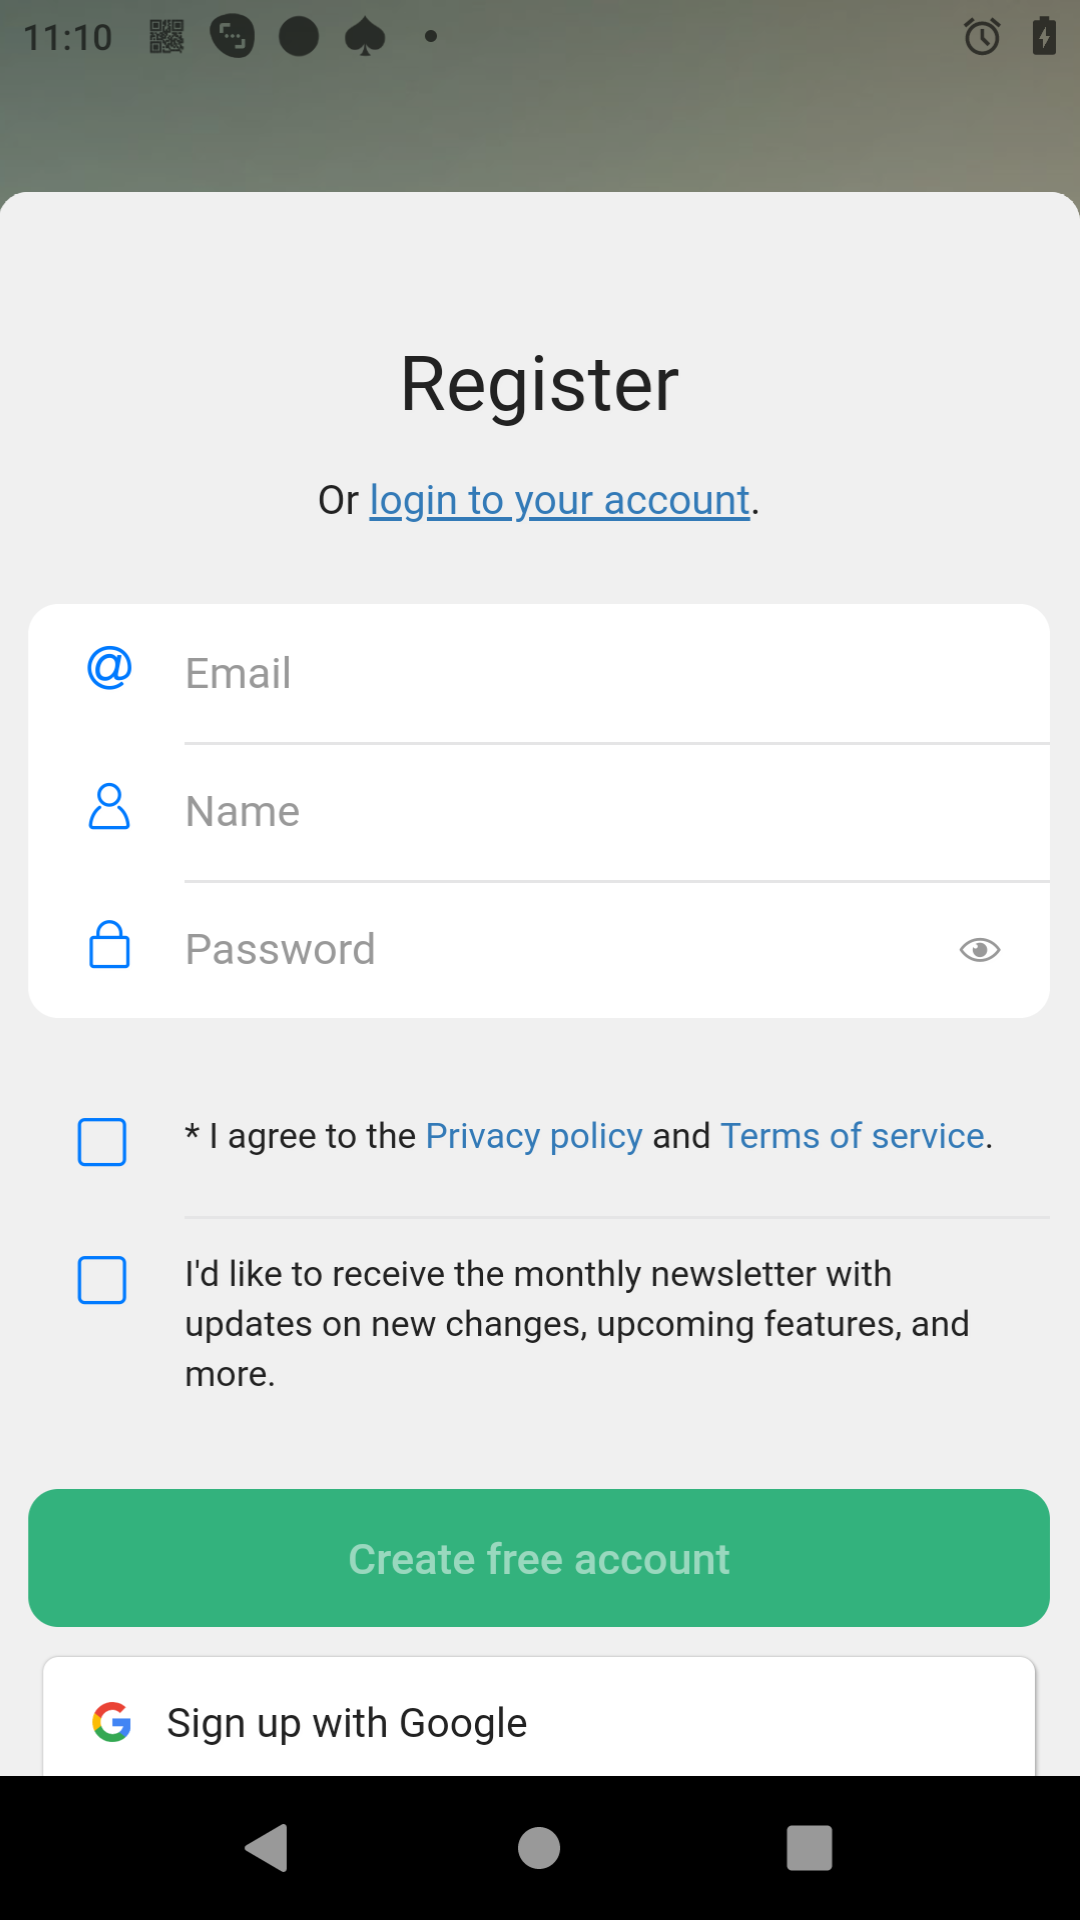 11:10
Register
Or login to your account.
@ Email
Name
Password
* I agree to the Privacy policy and Terms of service.
I'd like to receive the monthly newsletter with
updates on new changes, upcoming features, and
more.
Create free account
Sign up with Google